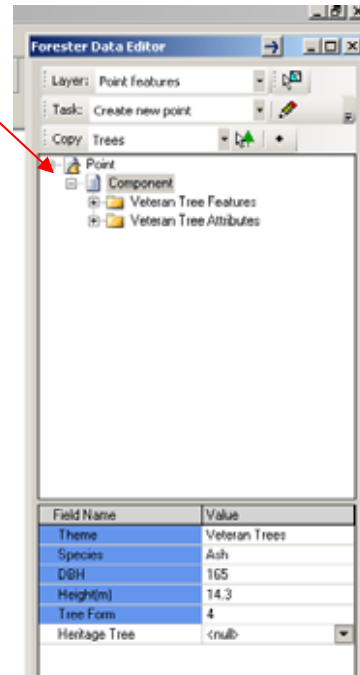 Forester Data Editor
Layer: Point features
Task: Create new point
Copy Trees
Point
Component
Veteran Tree Features
Veteran Tree Attributes
Field Name Value
Theme Veteran Trees
Species Ash
DBH 165
Height(m) 14.3
Tree Form 4
Heritage Tree <null>